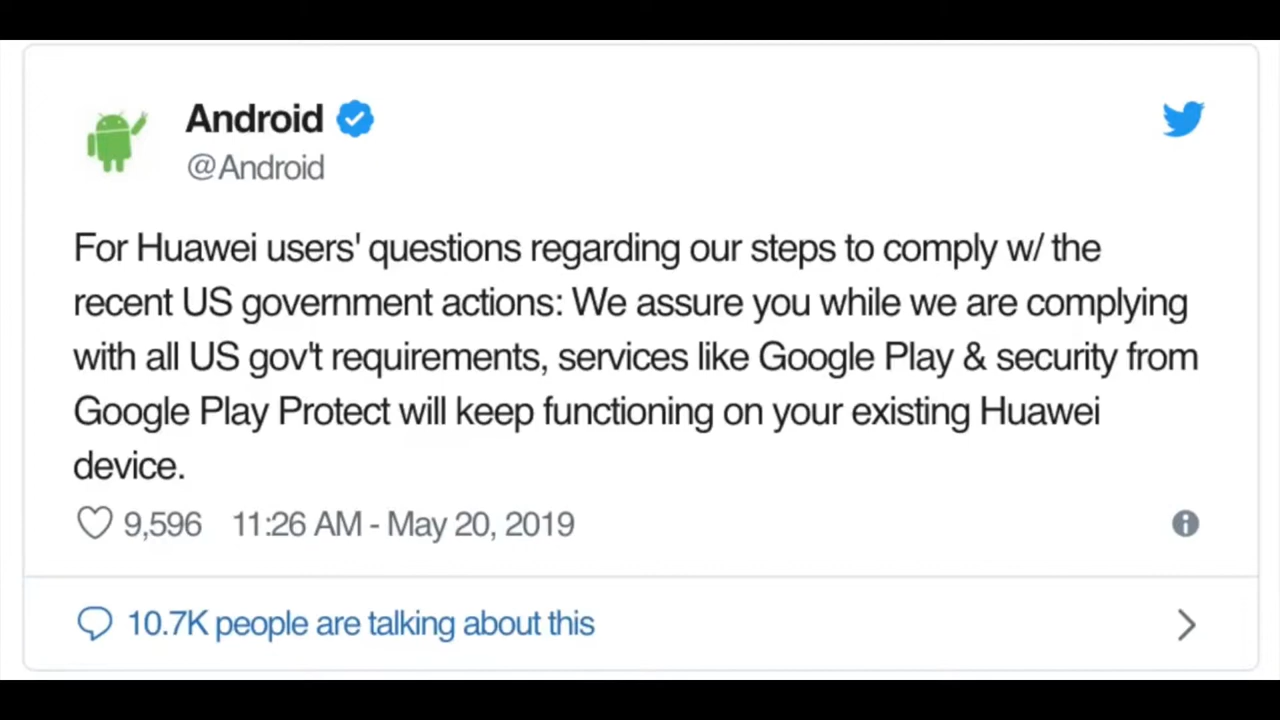 Android
@Android
For Huawei users' questions regarding our steps to comply w/ the
recent US government actions: We assure you while we are complying
with all US gov't requirements, services like Google Play & security from
Google Play Protect will keep functioning on your existing Huawei
device.
9,596 11:26 AM - May 20, 2019
10.7K people are talking about this